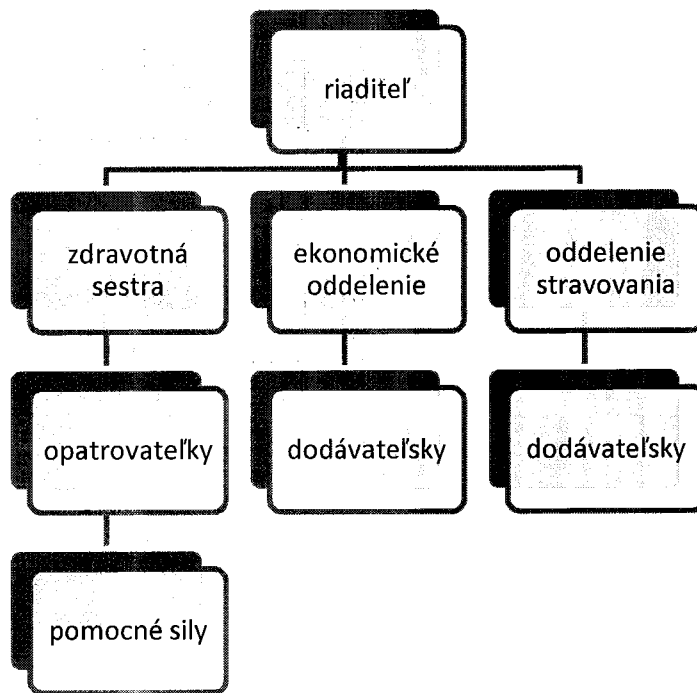 riaditeľ
zdravotná
sestra
ekonomické
oddelenie
oddelenie
stravovania
opatrovateľky
dodávateľsky
dodávateľsky
pomocné sily